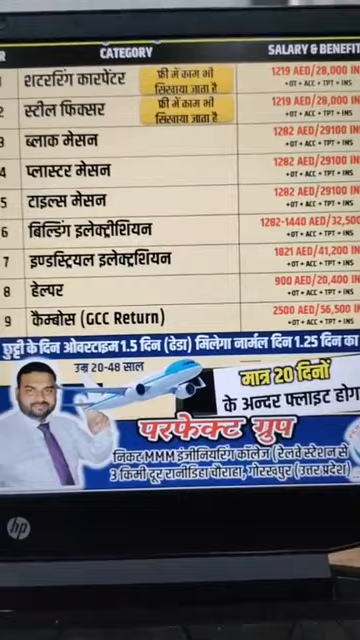 R CATEGORY SALARY & BENEFIT
1 शटररिंग कारपेंटर फ्री में काम भी सिखाया जाता है 1219 AED/28,000 IN
+OT + ACC + TPT + INS
2 स्टील फिक्सर फ्री में काम भी सिखाया जाता है 1219 AED/28,000 IN
+OT + ACC + TPT + INS
3 ब्लाक मेसन 1282 AED/29100 IN
+OT + ACC + TPT + INS
4 प्लास्टर मेसन 1282 AED/29100 IN
+OT + ACC + TPT + INS
5 टाइल्स मेसन 1282 AED/29100 IN
+OT + ACC + TPT + INS
6 बिल्डिंग इलेक्ट्रीशियन 1282-1440 AED/32,500
+OT + ACC + TPT + INS
7 इण्डस्ट्रियल इलेक्ट्रशियन 1821 AED/41,200 IN
+OT + ACC + TPT + INS
8 हेल्पर 900 AED/20,400 IN
+OT + ACC + TPT + INS
9 कैम्बोस (GCC Return) 2500 AED/56,500 IN
+OT + ACC + TPT + INS
छुट्टी के दिन ओवरटाइम 1.5 दिन (हेडा) मिलेगा नार्मल दिन 1.25 दिन का
उम्र 20-48 साल
मात्र 20 दिनों
के अन्दर फ्लाइट होग
परफेक्ट ग्रुप
निकट MMM इंजीनियरिंग कॉलेज (रेलवे स्टेशन से
3 किमी दूर रानीडिहा चौराहा, गोरखपुर (उत्तर प्रदेश)
hp